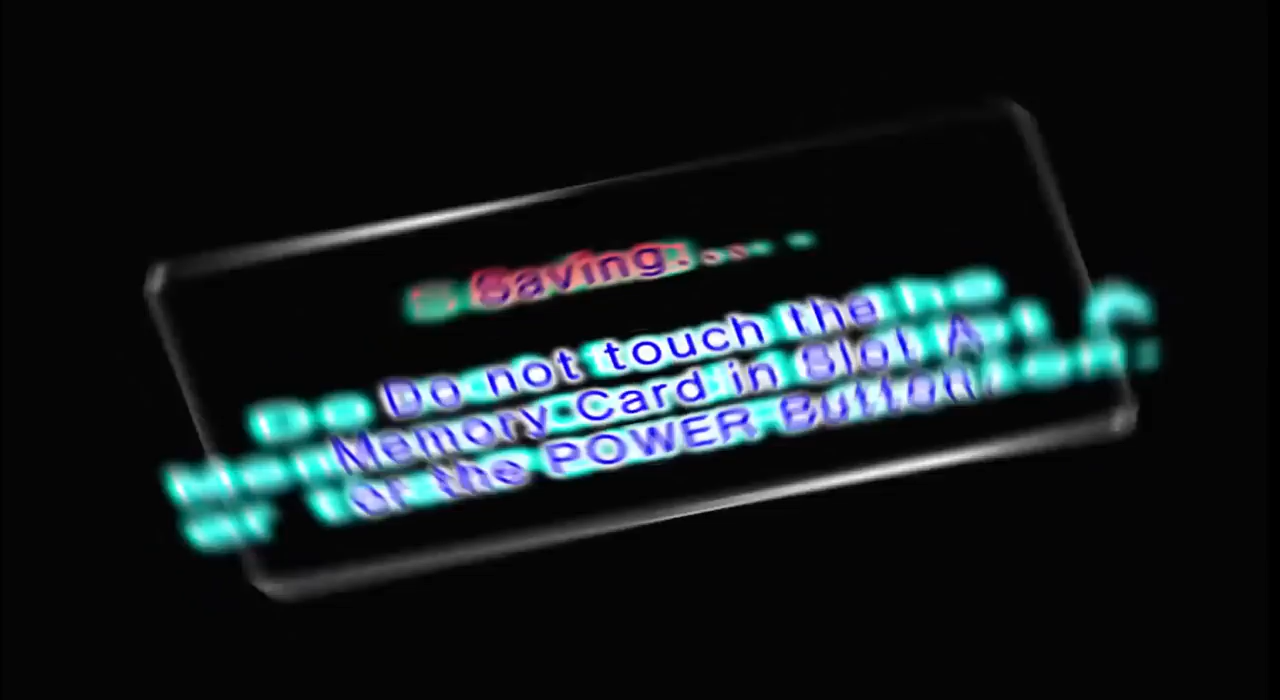 Saving.....
Do not touch the
Memory Card in Slot A
or the POWER Button.